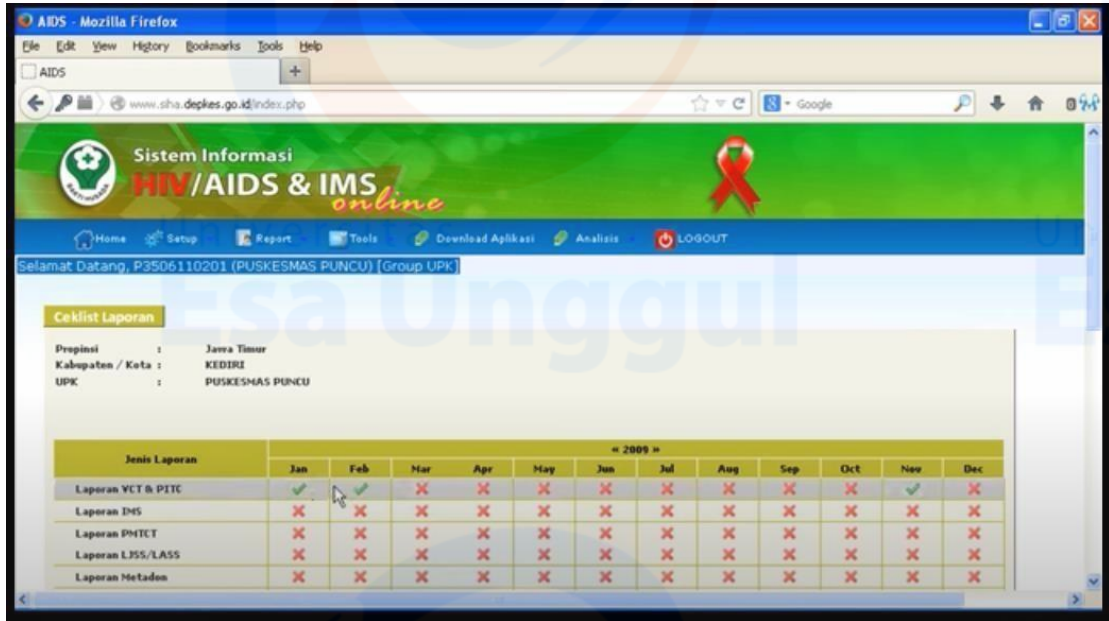 AIDS - Mozilla Firefox
File Edit View History Bookmarks Tools Help
AIDS
www.siha.depkes.go.id/index.php
Google
Sistem Informasi
HIV/AIDS & IMS
online
BAKTI HUSADA
Home Setup Report Tools Download Aplikasi Analisis LOGOUT
Selamat Datang, P3506110201 (PUSKESMAS PUNCU) [Group UPK]
Esa Unggul
Ceklist Laporan
Propinsi : Jawa Timur
Kabupaten / Kota : KEDIRI
UPK : PUSKESMAS PUNCU
Jenis Laporan « 2009 »
Jan Feb Mar Apr May Jun Jul Aug Sep Oct Nov Dec
Laporan VCT & PITC
Laporan IMS
Laporan PMTCT
Laporan LJSS/LASS
Laporan Metadon